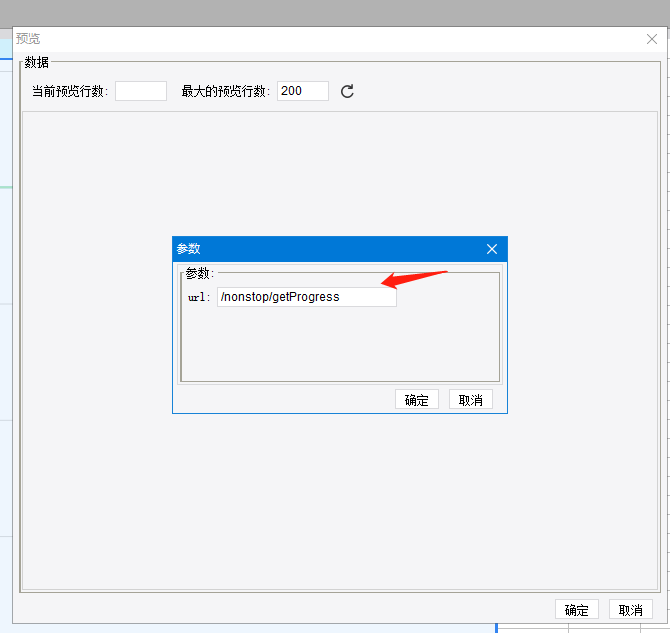 预览
数据
当前预览行数: 最大的预览行数: 200
参数
参数:
url: /nonstop/getProgress
确定 取消
确定 取消